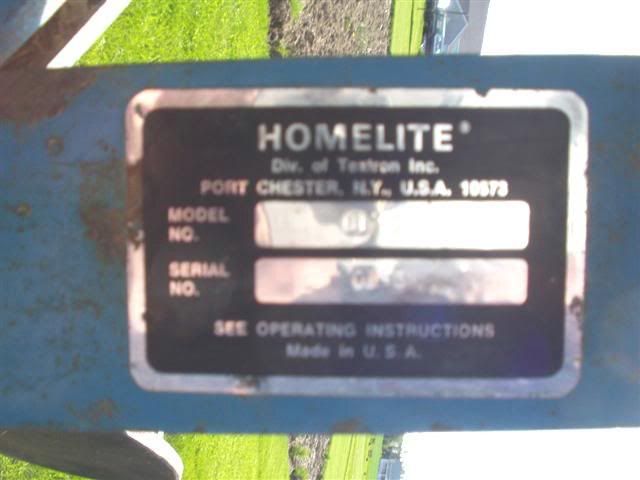 HOMELITE®
Div. of Textron Inc.
PORT CHESTER, N.Y., U.S.A. 10573
MODEL
NO.
SERIAL
NO.
SEE OPERATING INSTRUCTIONS
Made in U.S.A.